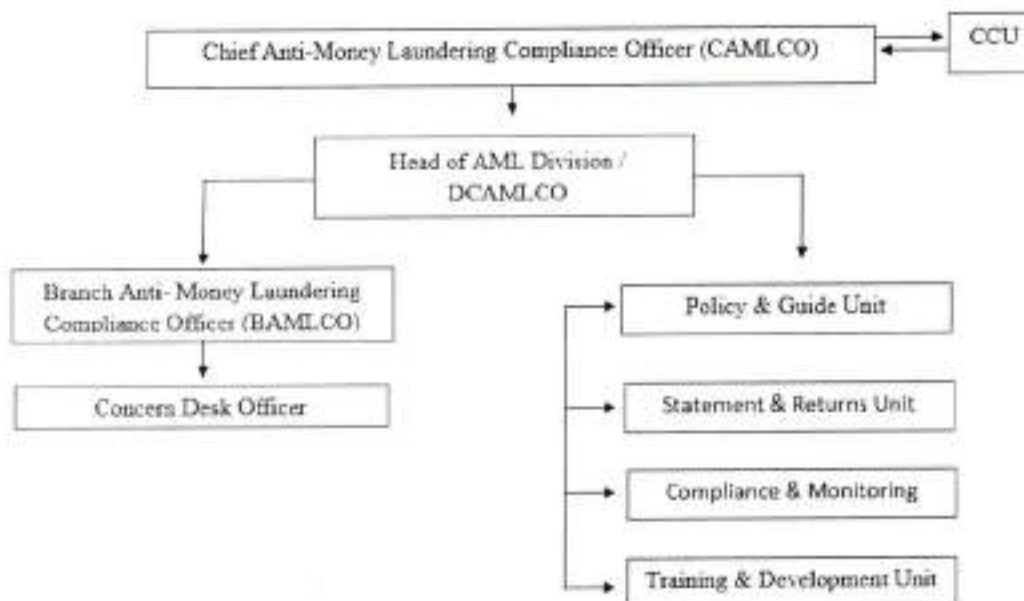 Chief Anti-Money Laundering Compliance Officer (CAMLCO)
CCU
Head of AML Division /
DCAMLCO
Branch Anti- Money Laundering
Compliance Officer (BAMLCO)
Concern Desk Officer
Policy & Guide Unit
Statement & Returns Unit
Compliance & Monitoring
Training & Development Unit